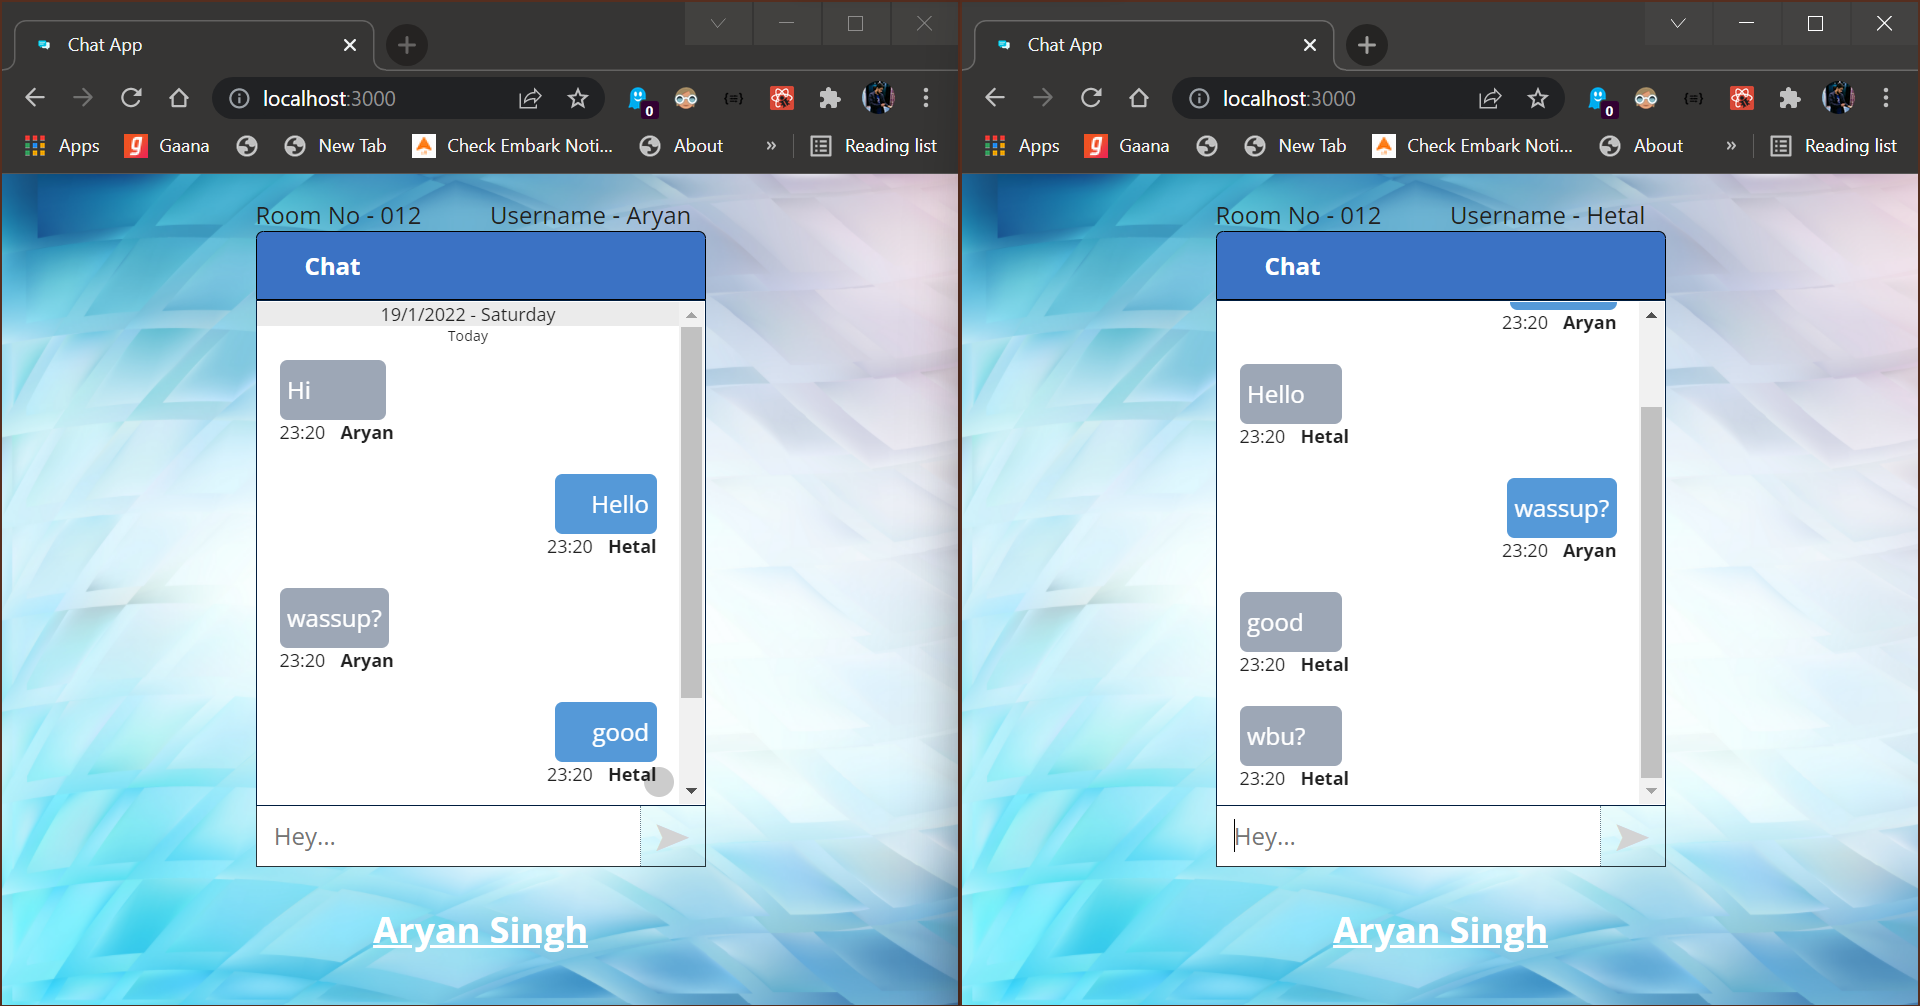 Chat App
localhost:3000
0
Apps
Gaana
New Tab
Check Embark Noti...
About
»
Reading list
Room No - 012
Username - Aryan
Chat
19/1/2022 - Saturday
Today
Hi
23:20 Aryan
Hello
23:20 Hetal
wassup?
23:20 Aryan
good
23:20 Hetal
Hey...
Aryan Singh
Chat App
localhost:3000
0
Apps
Gaana
New Tab
Check Embark Noti...
About
»
Reading list
Room No - 012
Username - Hetal
Chat
23:20 Aryan
Hello
23:20 Hetal
wassup?
23:20 Aryan
good
23:20 Hetal
wbu?
23:20 Hetal
Hey...
Aryan Singh